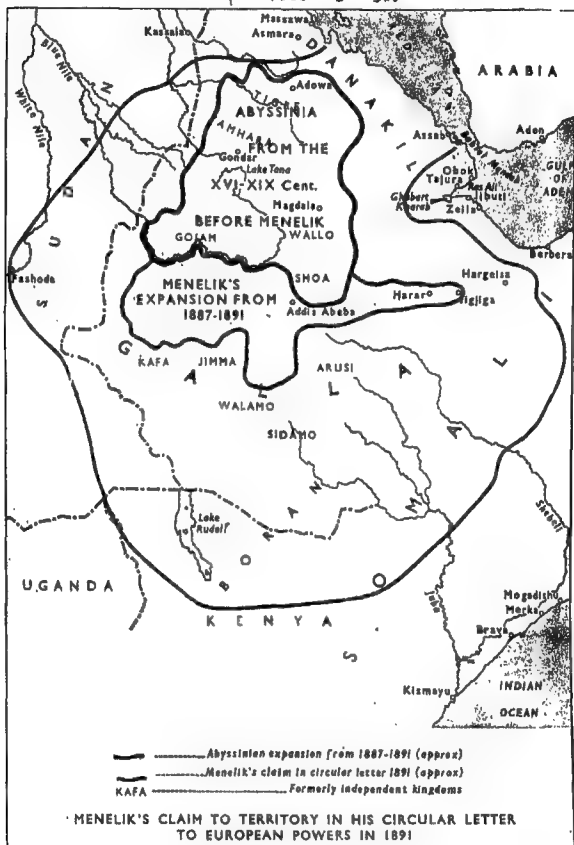 Massawa
Kassala
Asmara
DANAKIL
RED SEA
ARABIA
Blue Nile
White Nile
SUDAN
Adowa
TIGRE
ABYSSINIA
AMHARA
FROM THE
Gondar
Lake Tana
XVI-XIX Cent.
Magdala
BEFORE MENELIK
GOJAM
WALLO
Assab
Aden
Obok
Tajura
Ras Ali
Jibuti
Ghubert
Kharab
Zeila
GULF
OF
ADEN
Berbera
Fashoda
SHOA
MENELIK'S
EXPANSION FROM
1887-1891
Addis Ababa
Harar
Jigjiga
Hargeisa
GALLA
KAFA
JIMMA
ARUSI
WALAMO
SIDAMO
SOMALI
BORAN
Lake
Rudolf
UGANDA
KENYA
Shebeli
Juba
Mogadishu
Merka
Brava
Kismayu
INDIAN
OCEAN
Abyssinian expansion from 1887-1891 (approx)
Menelik's claim in circular letter 1891 (approx)
KAFA Formerly independent kingdoms
MENELIK'S CLAIM TO TERRITORY IN HIS CIRCULAR LETTER
TO EUROPEAN POWERS IN 1891